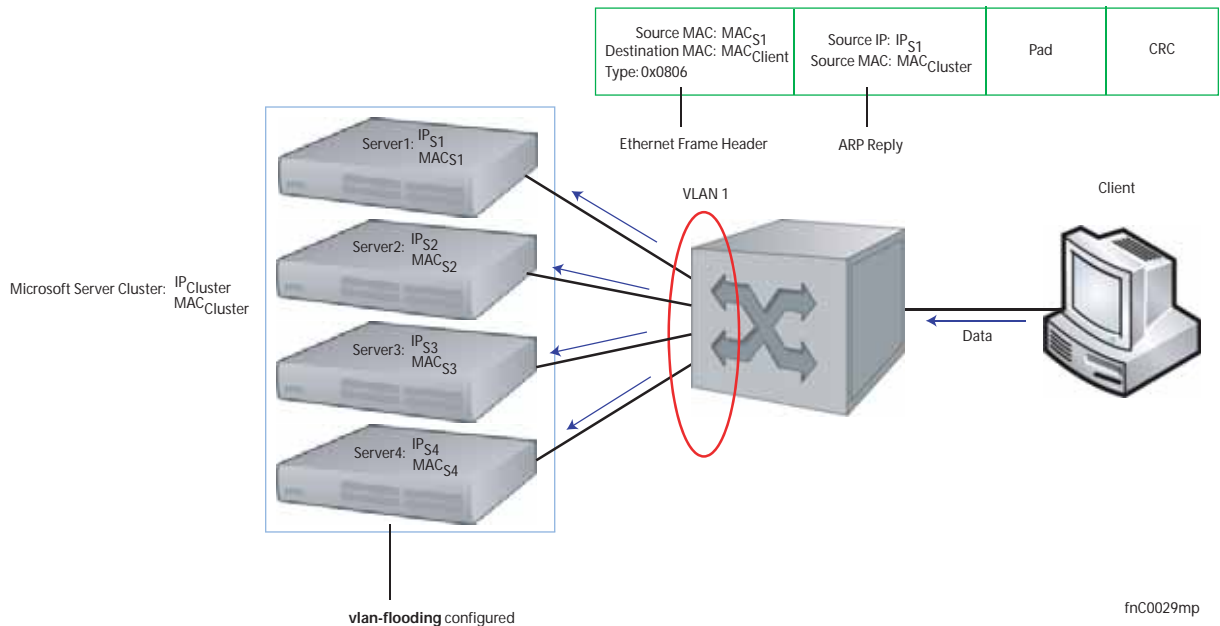 Source MAC: MACS1
Destination MAC: MACClient
Type: 0x0806
Source IP: IPS1
Source MAC: MACCluster
Pad
CRC
Ethernet Frame Header
ARP Reply
Server1: IPS1
MACS1
VLAN 1
Client
Server2: IPS2
MACS2
Microsoft Server Cluster: IPCluster
MACCluster
Server3: IPS3
MACS3
Data
Server4: IPS4
MACS4
vlan-flooding configured
fnC0029mp